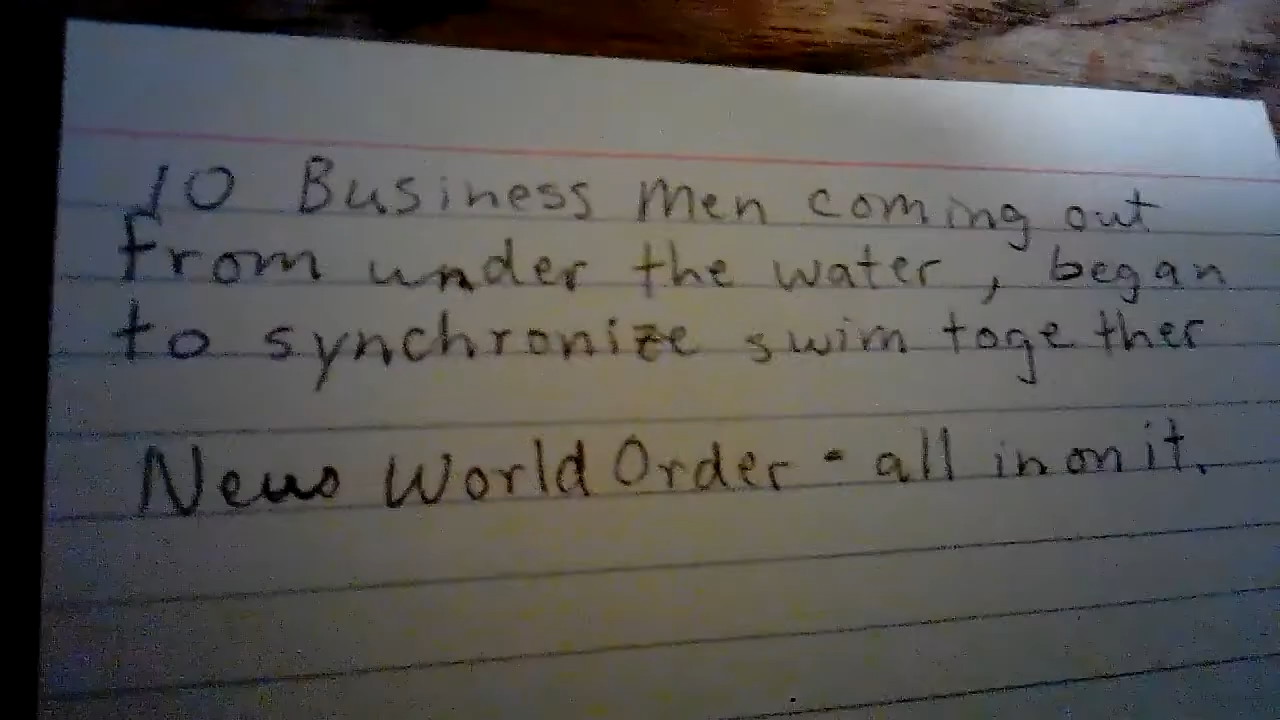 10 Business Men coming out
From under the water, began
to synchronize swim together
New World Order - all in on it.